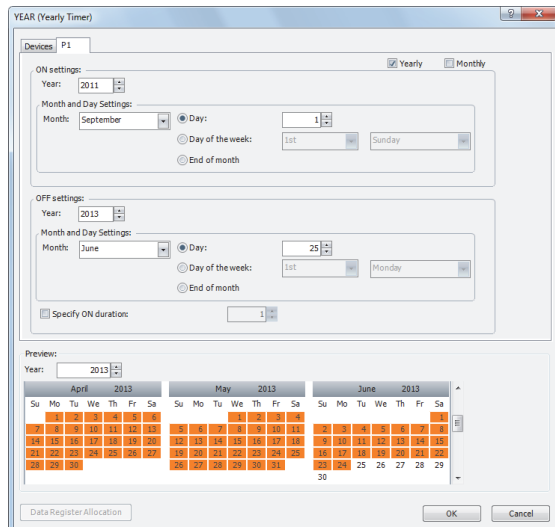 YEAR (Yearly Timer)
Devices P1
Yearly Monthly
ON settings:
Year: 2011
Month and Day Settings:
Month: September Day: 1
Day of the week: 1st Sunday
End of month
OFF settings:
Year: 2013
Month and Day Settings:
Month: June Day: 25
Day of the week: 1st Monday
End of month
Specify ON duration: 1
Preview:
Year: 2013
April 2013 May 2013 June 2013
Su Mo Tu We Th Fr Sa Su Mo Tu We Th Fr Sa Su Mo Tu We Th Fr Sa
1 2 3 4 5 6 1 2 3 4 1
7 8 9 10 11 12 13 5 6 7 8 9 10 11 2 3 4 5 6 7 8
14 15 16 17 18 19 20 12 13 14 15 16 17 18 9 10 11 12 13 14 15
21 22 23 24 25 26 27 19 20 21 22 23 24 25 16 17 18 19 20 21 22
28 29 30 26 27 28 29 30 31 23 24 25 26 27 28 29
30
Data Register Allocation OK Cancel